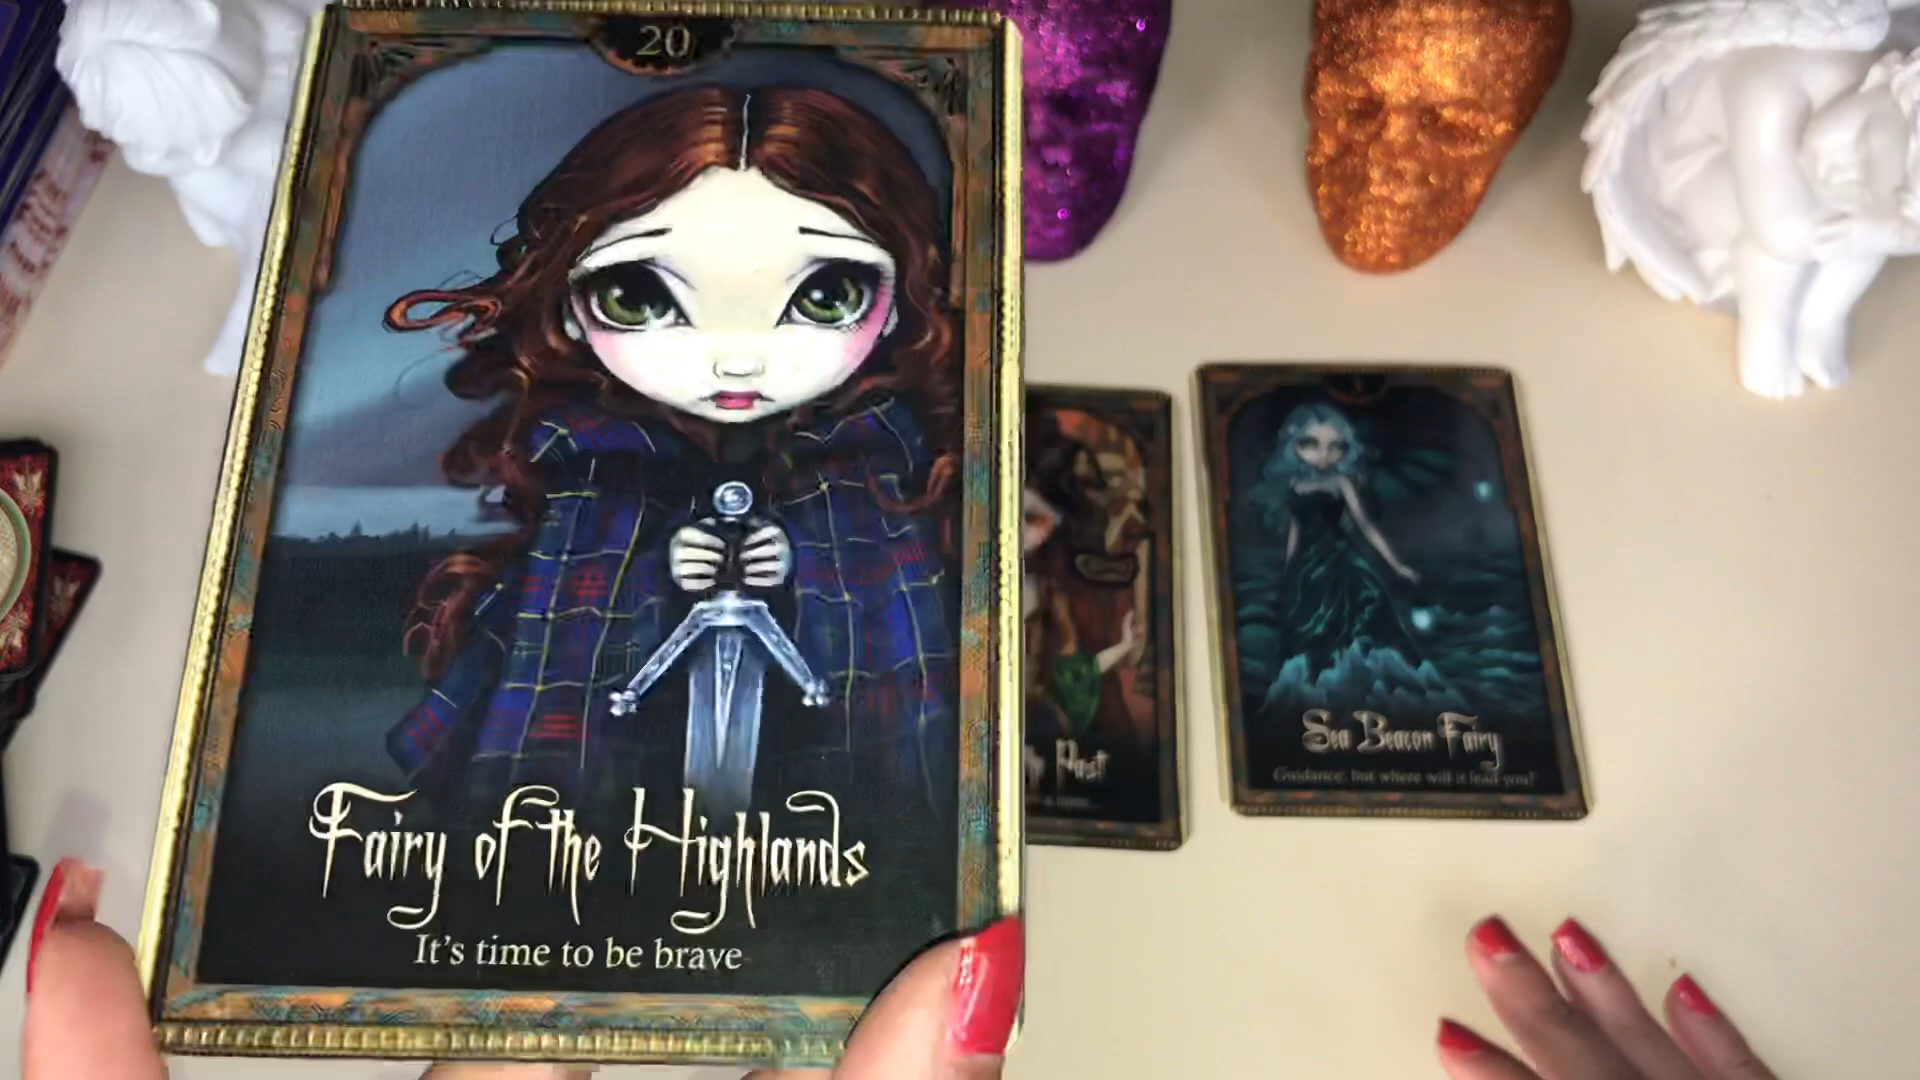 20
Fairy of the Highlands
It's time to be brave
Past
Sea Beacon Fairy
Guidance, but where will it lead you?